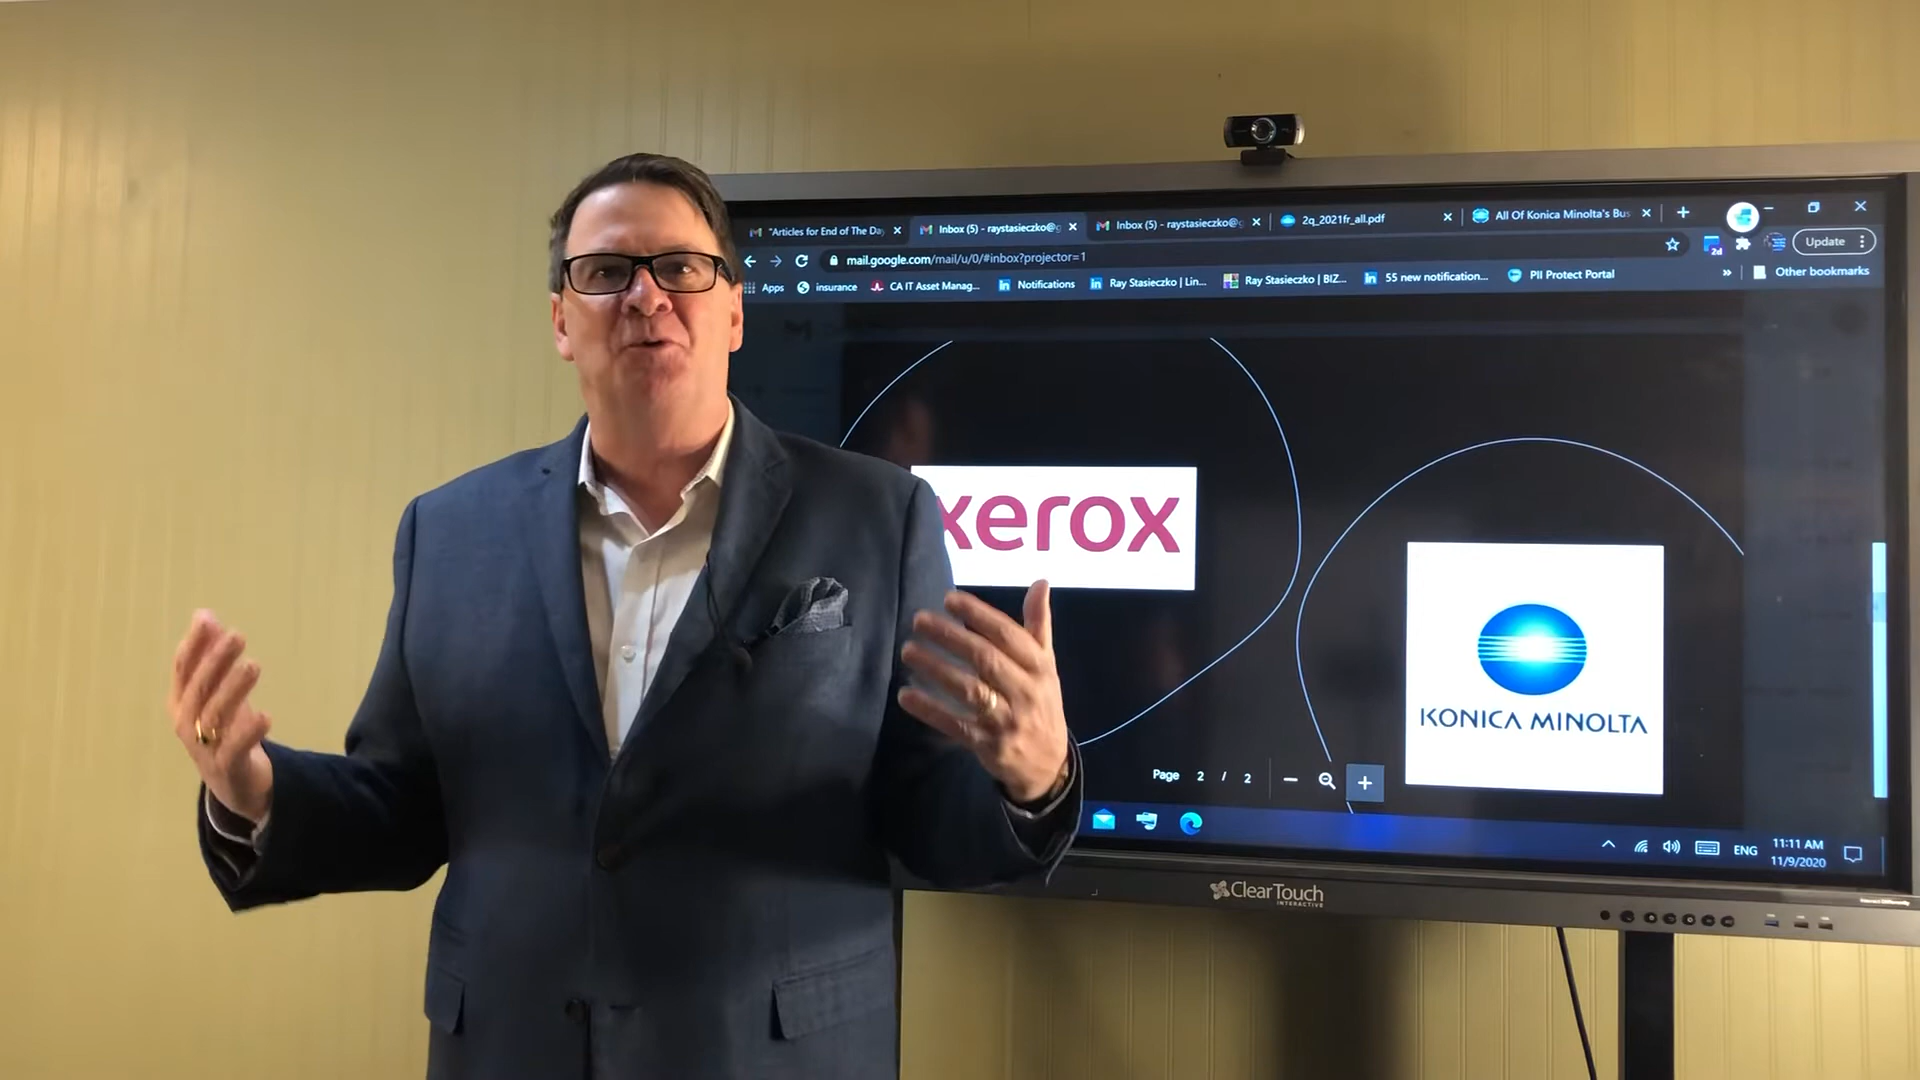 "Articles for End of The Da
Inbox (5) - raystasieczko@g
Inbox (5) - raystasieczko@g
2q_2021fr_all.pdf
All Of Konica Minolta's Bus
mail.google.com/mail/u/0/#inbox?projector=1
2d
Update
Apps
insurance
CA IT Asset Manag...
Notifications
Ray Stasieczko | Lin...
Ray Stasieczko | BIZ...
55 new notification...
PII Protect Portal
»
Other bookmarks
xerox
KONICA MINOLTA
Page 2 / 2
ENG
11:11 AM
11/9/2020
ClearTouch
INTERACTIVE